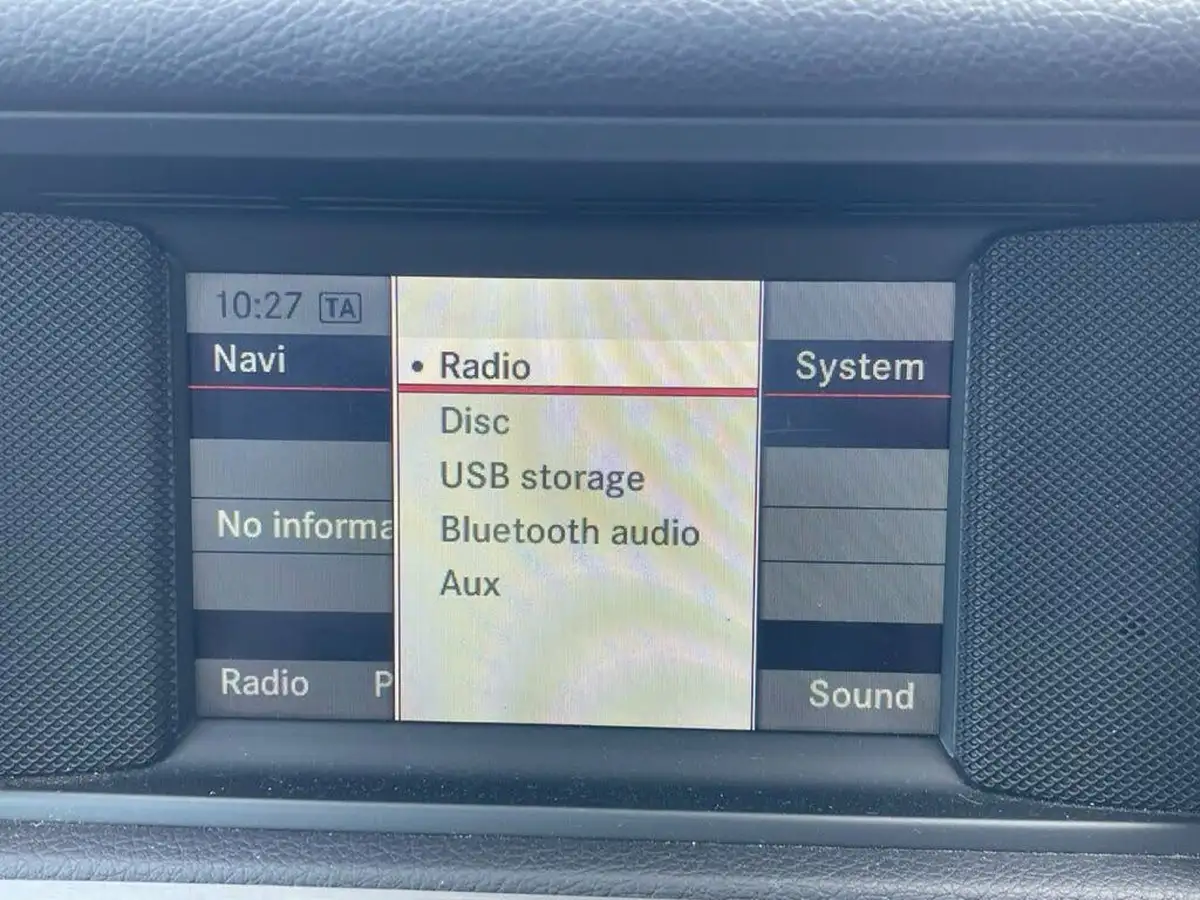 10:27 TA
Navi
Radio
System
Disc
USB storage
No informa
Bluetooth audio
Aux
Radio P
Sound